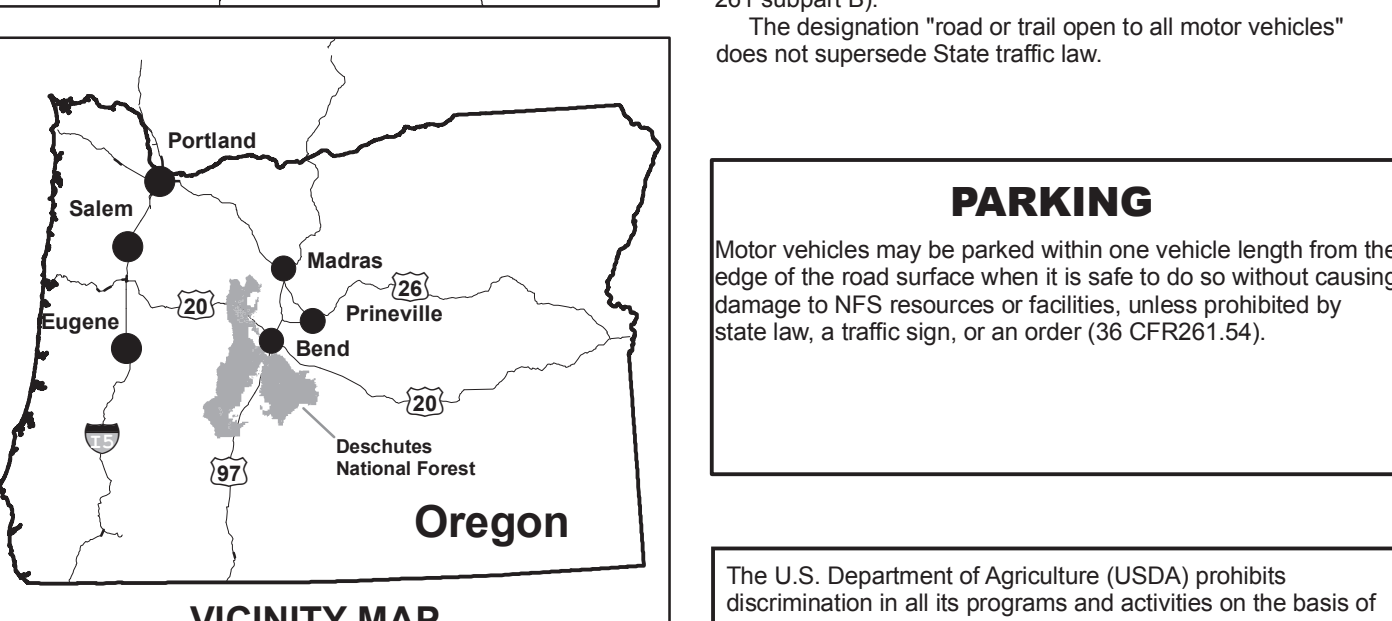 Portland
Salem
Madras
26
20
Prineville
Eugene
Bend
20
I5
Deschutes
National Forest
97
Oregon
VICINITY MAP
261 subpart B).
The designation "road or trail open to all motor vehicles"
does not supersede State traffic law.
PARKING
Motor vehicles may be parked within one vehicle length from the
edge of the road surface when it is safe to do so without causing
damage to NFS resources or facilities, unless prohibited by
state law, a traffic sign, or an order (36 CFR261.54).
The U.S. Department of Agriculture (USDA) prohibits
discrimination in all its programs and activities on the basis of